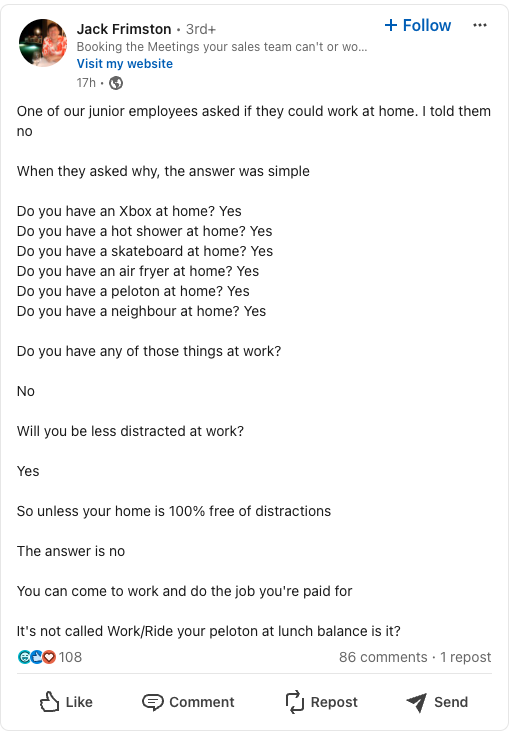 Jack Frimston • 3rd+
+ Follow
Booking the Meetings your sales team can't or wo...
Visit my website
17h •
One of our junior employees asked if they could work at home. I told them
no
When they asked why, the answer was simple
Do you have an Xbox at home? Yes
Do you have a hot shower at home? Yes
Do you have a skateboard at home? Yes
Do you have an air fryer at home? Yes
Do you have a peloton at home? Yes
Do you have a neighbour at home? Yes
Do you have any of those things at work?
No
Will you be less distracted at work?
Yes
So unless your home is 100% free of distractions
The answer is no
You can come to work and do the job you're paid for
It's not called Work/Ride your peloton at lunch balance is it?
108
86 comments · 1 repost
Like
Comment
Repost
Send